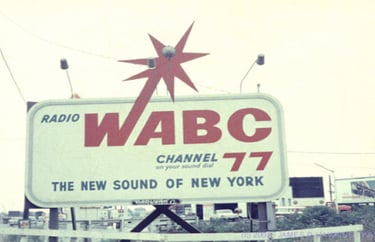 RADIO WABC
CHANNEL 77
on your sound dial
THE NEW SOUND OF NEW YORK